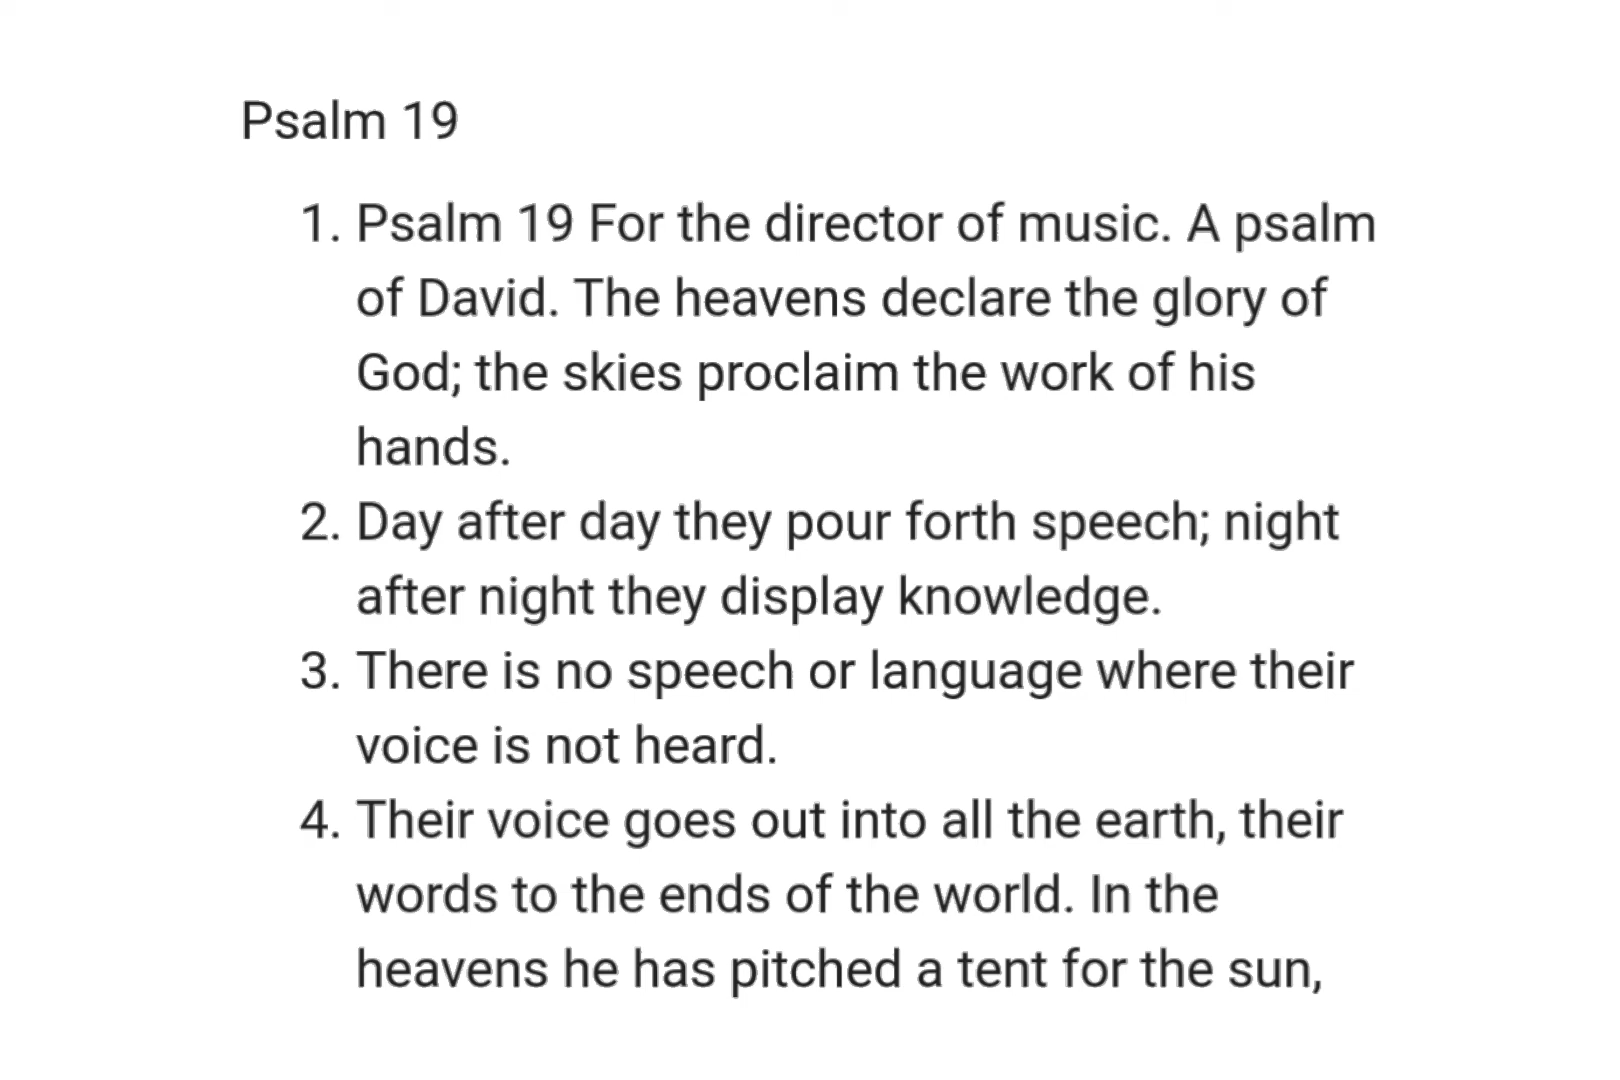 Psalm 19
1. Psalm 19 For the director of music. A psalm
of David. The heavens declare the glory of
God; the skies proclaim the work of his
hands.
2. Day after day they pour forth speech; night
after night they display knowledge.
3. There is no speech or language where their
voice is not heard.
4. Their voice goes out into all the earth, their
words to the ends of the world. In the
heavens he has pitched a tent for the sun,